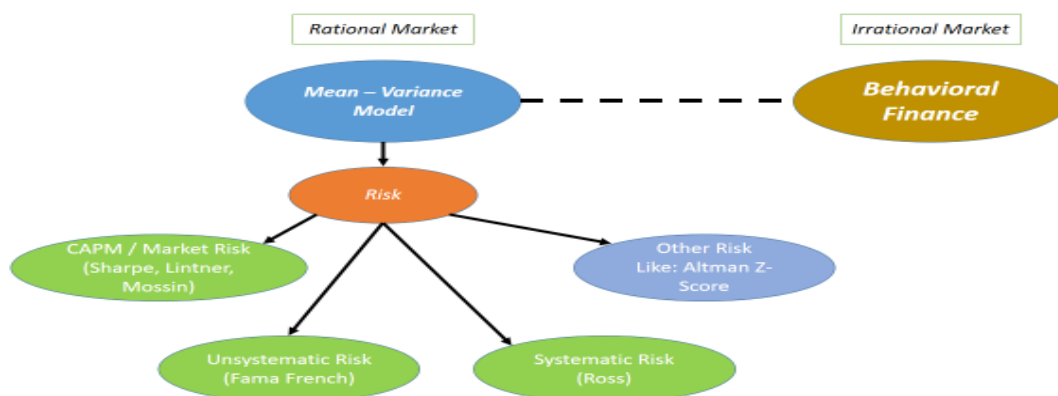 Rational Market
Irrational Market
Mean – Variance
Model
Behavioral
Finance
Risk
CAPM / Market Risk
(Sharpe, Lintner,
Mossin)
Other Risk
Like: Altman Z-
Score
Unsystematic Risk
(Fama French)
Systematic Risk
(Ross)